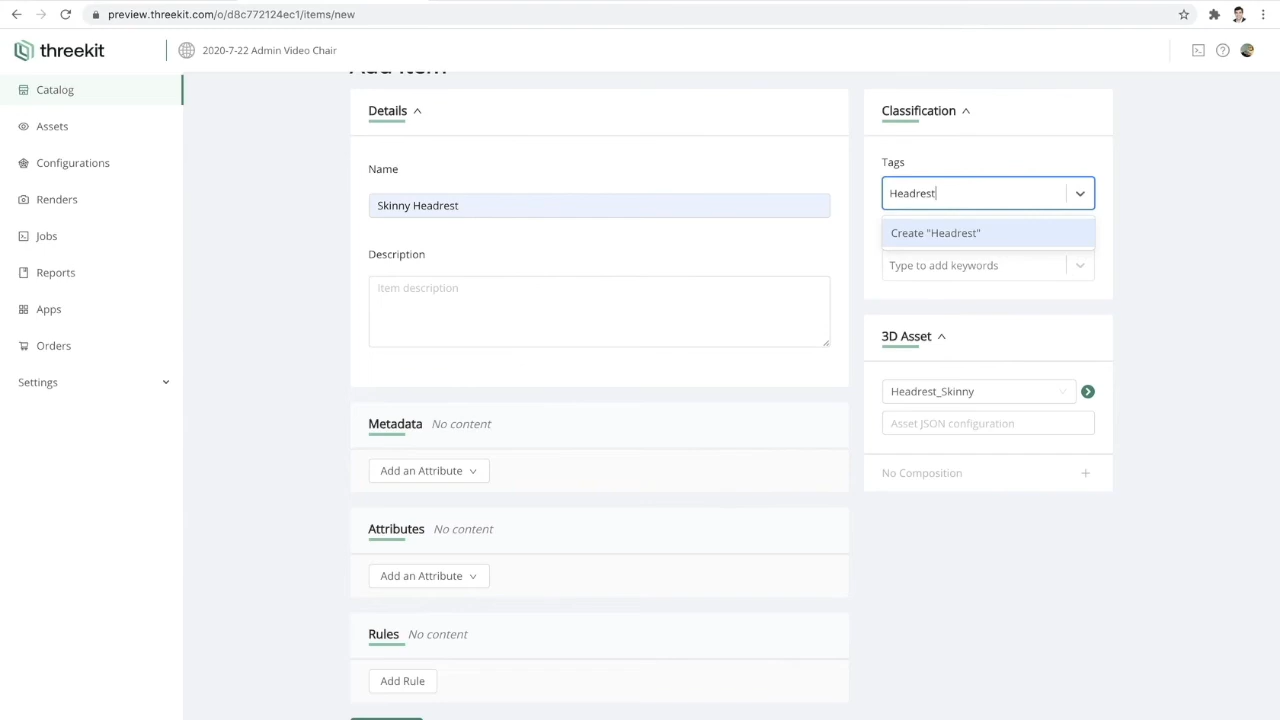 preview.threekit.com/o/d8c772124ec1/items/new
threekit
2020-7-22 Admin Video Chair
Catalog
Assets
Configurations
Renders
Jobs
Reports
Apps
Orders
Settings
Add Item
Details
Name
Skinny Headrest
Description
Item description
Metadata No content
Add an Attribute
Attributes No content
Add an Attribute
Rules No content
Add Rule
Classification
Tags
Headrest
Create "Headrest"
Type to add keywords
3D Asset
Headrest_Skinny
Asset JSON configuration
No Composition